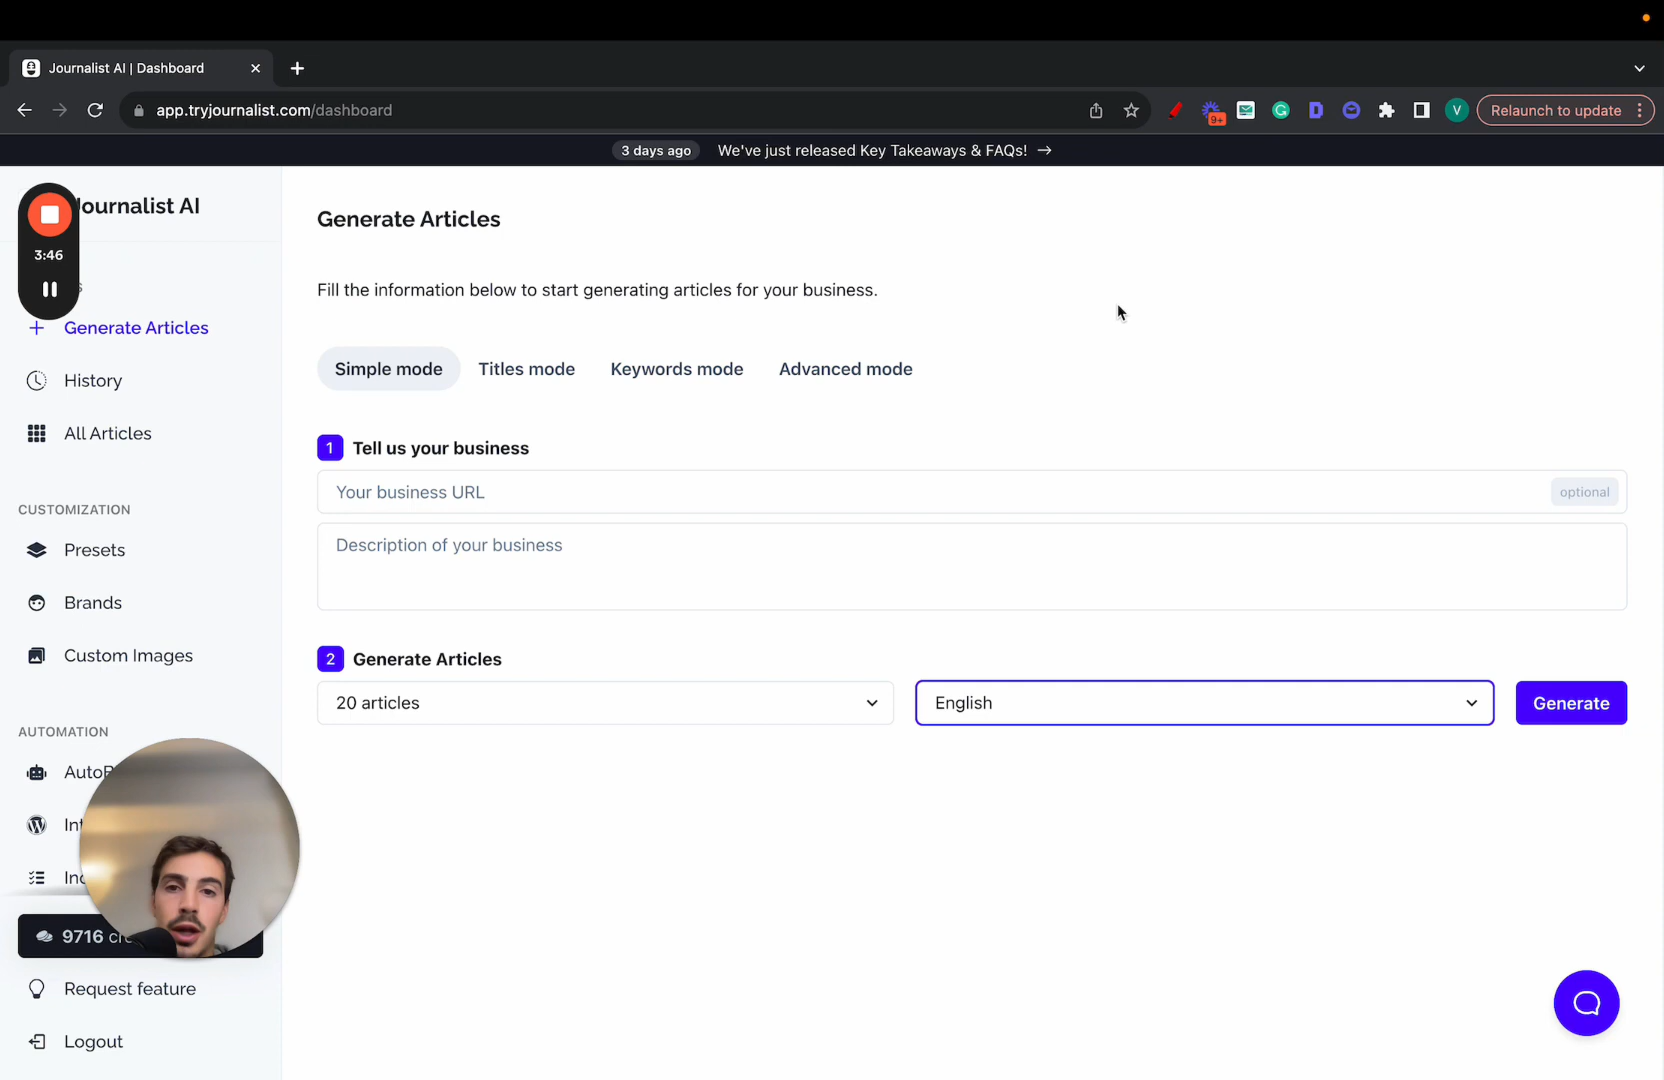 Journalist AI | Dashboard
app.tryjournalist.com/dashboard
9+
V
Relaunch to update
3 days ago We've just released Key Takeaways & FAQs! →
Journalist AI
3:46
s
Generate Articles
History
All Articles
CUSTOMIZATION
Presets
Brands
Custom Images
AUTOMATION
9716
Request feature
Logout
Generate Articles
Fill the information below to start generating articles for your business.
Simple mode Titles mode Keywords mode Advanced mode
1 Tell us your business
Your business URL optional
Description of your business
2 Generate Articles
20 articles English Generate